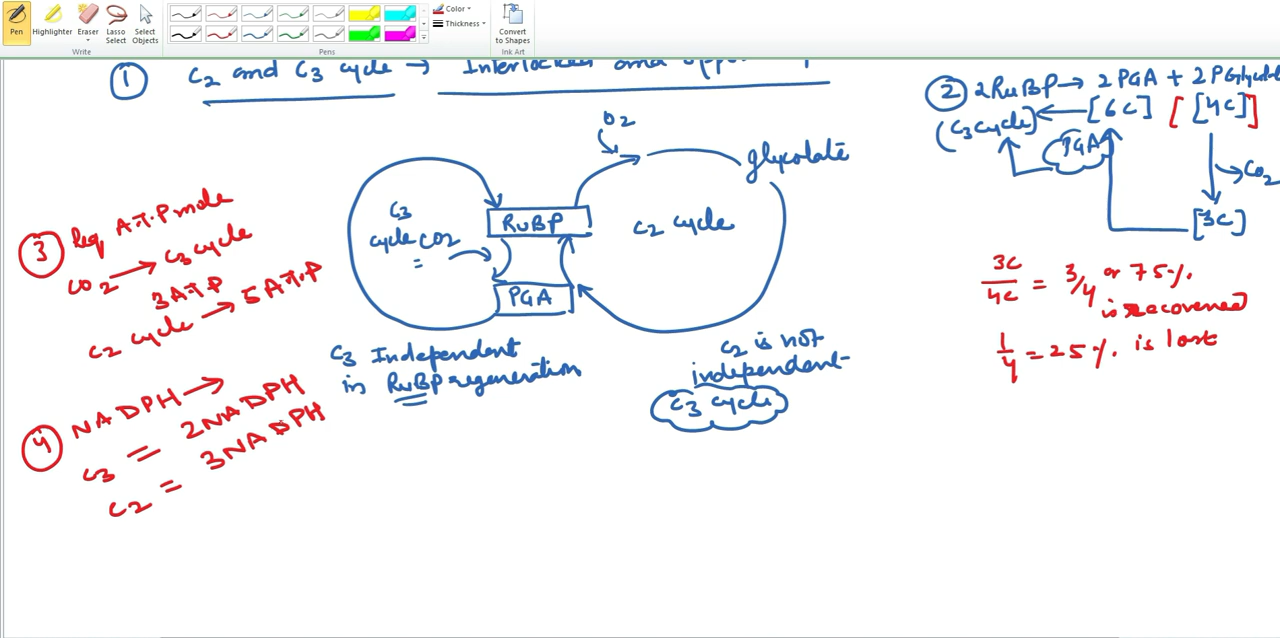 Pen
Highlighter
Eraser
Lasso
Select
Select
Objects
Write
Pens
Color
Thickness
Convert
to Shapes
Ink Art
① C2 and C3 cycle → Interlocked and
② 2RuBP → 2PGA + 2PGlycolate
(C3 cycle) ← [6C] [[4C]]
PGA
CO2
[3C]
O2
glycolate
C3
cycle CO2
=
RuBP
C2 cycle
PGA
C3 Independent
in RuBP regeneration
C2 is not
independent
C3 cycle
③ Req A.T.P mole
CO2 → C3 cycle
3 A.T.P
C2 cycle → 5 A.T.P
④ NADPH →
C3 = 2NADPH
C2 = 3NADPH
3C/4C = 3/4 or 75%
is recovered
1/4 = 25% is lost